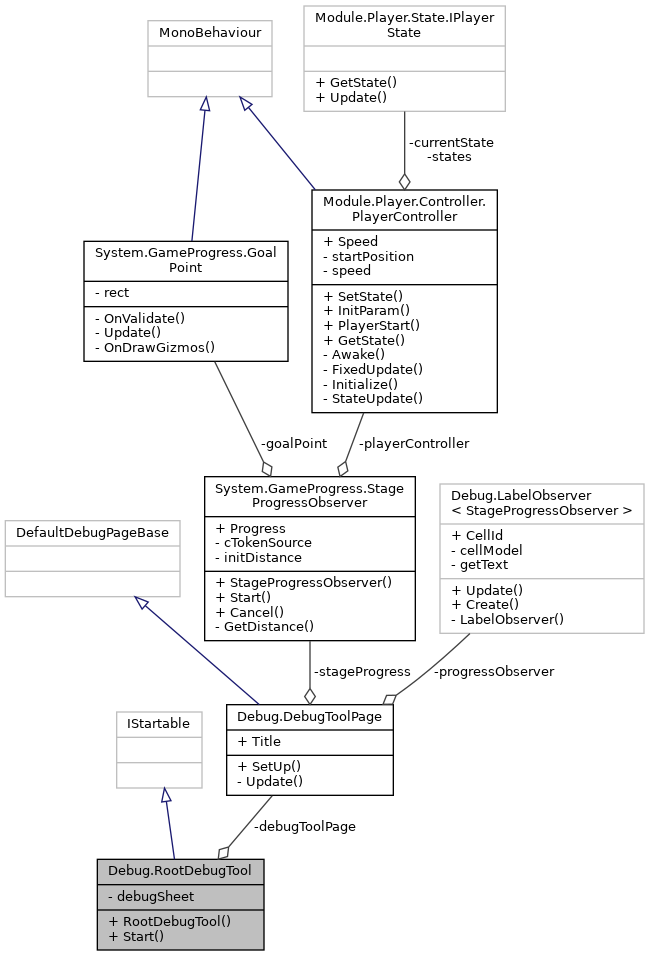 MonoBehaviour
Module.Player.State.IPlayer
State
+ GetState()
+ Update()
-currentState
-states
Module.Player.Controller.
PlayerController
+ Speed
- startPosition
- speed
+ SetState()
+ InitParam()
+ PlayerStart()
+ GetState()
- Awake()
- FixedUpdate()
- Initialize()
- StateUpdate()
System.GameProgress.Goal
Point
- rect
- OnValidate()
- Update()
- OnDrawGizmos()
-goalPoint
-playerController
System.GameProgress.Stage
ProgressObserver
+ Progress
- cTokenSource
- initDistance
+ StageProgressObserver()
+ Start()
+ Cancel()
- GetDistance()
Debug.LabelObserver
< StageProgressObserver >
+ CellId
- cellModel
- getText
+ Update()
+ Create()
- LabelObserver()
DefaultDebugPageBase
-stageProgress
-progressObserver
Debug.DebugToolPage
+ Title
+ SetUp()
- Update()
IStartable
-debugToolPage
Debug.RootDebugTool
- debugSheet
+ RootDebugTool()
+ Start()